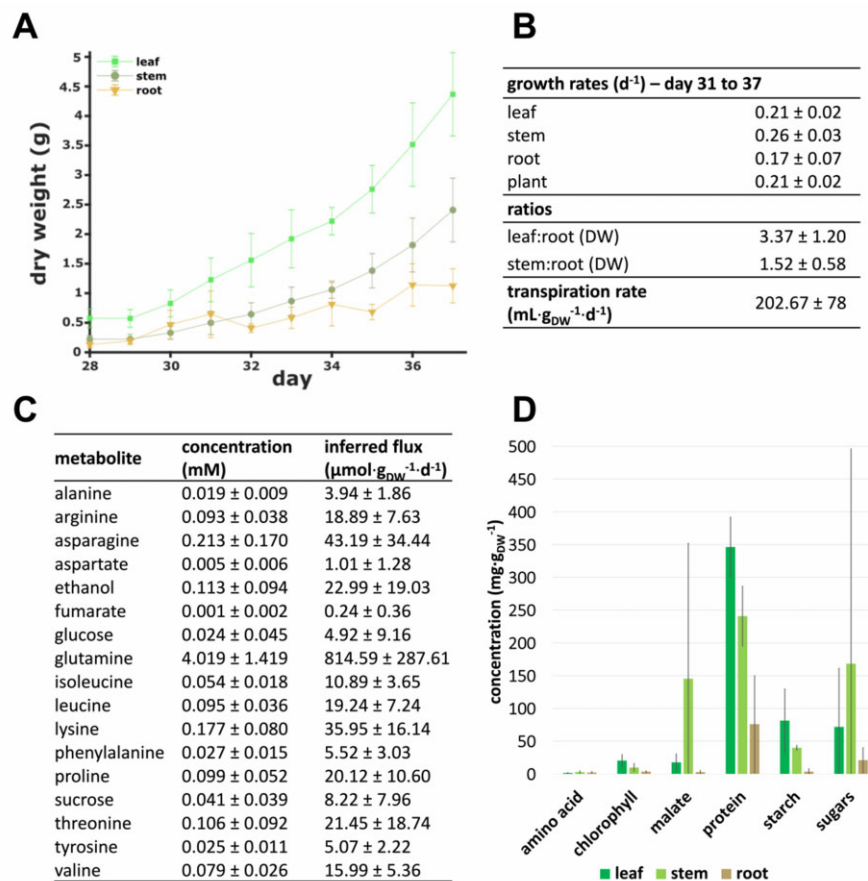 A
leaf
stem
root
5
4.5
4
3.5
3
2.5
2
1.5
1
0.5
0
28
30
32
34
36
day
dry weight (g)
B
growth rates (d⁻¹) – day 31 to 37
leaf 0.21 ± 0.02
stem 0.26 ± 0.03
root 0.17 ± 0.07
plant 0.21 ± 0.02
ratios
leaf:root (DW) 3.37 ± 1.20
stem:root (DW) 1.52 ± 0.58
transpiration rate
(mL·g_DW⁻¹·d⁻¹) 202.67 ± 78
C
metabolite concentration (mM) inferred flux (µmol·g_DW⁻¹·d⁻¹)
alanine 0.019 ± 0.009 3.94 ± 1.86
arginine 0.093 ± 0.038 18.89 ± 7.63
asparagine 0.213 ± 0.170 43.19 ± 34.44
aspartate 0.005 ± 0.006 1.01 ± 1.28
ethanol 0.113 ± 0.094 22.99 ± 19.03
fumarate 0.001 ± 0.002 0.24 ± 0.36
glucose 0.024 ± 0.045 4.92 ± 9.16
glutamine 4.019 ± 1.419 814.59 ± 287.61
isoleucine 0.054 ± 0.018 10.89 ± 3.65
leucine 0.095 ± 0.036 19.24 ± 7.24
lysine 0.177 ± 0.080 35.95 ± 16.14
phenylalanine 0.027 ± 0.015 5.52 ± 3.03
proline 0.099 ± 0.052 20.12 ± 10.60
sucrose 0.041 ± 0.039 8.22 ± 7.96
threonine 0.106 ± 0.092 21.45 ± 18.74
tyrosine 0.025 ± 0.011 5.07 ± 2.22
valine 0.079 ± 0.026 15.99 ± 5.36
D
concentration (mg·g_DW⁻¹)
500
450
400
350
300
250
200
150
100
50
0
amino acid
chlorophyll
malate
protein
starch
sugars
leaf stem root